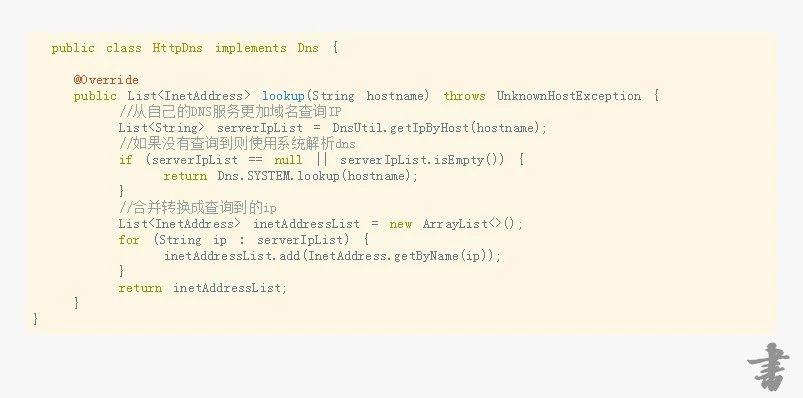 public class HttpDns implements Dns {
@Override
public List<InetAddress> lookup(String hostname) throws UnknownHostException {
//从自己的DNS服务更加域名查询IP
List<String> serverIpList = DnsUtil.getIpByHost(hostname);
//如果没有查询到则使用系统解析dns
if (serverIpList == null || serverIpList.isEmpty()) {
return Dns.SYSTEM.lookup(hostname);
}
//合并转换成查询到的ip
List<InetAddress> inetAddressList = new ArrayList<>();
for (String ip : serverIpList) {
inetAddressList.add(InetAddress.getByName(ip));
}
return inetAddressList;
}
}
書